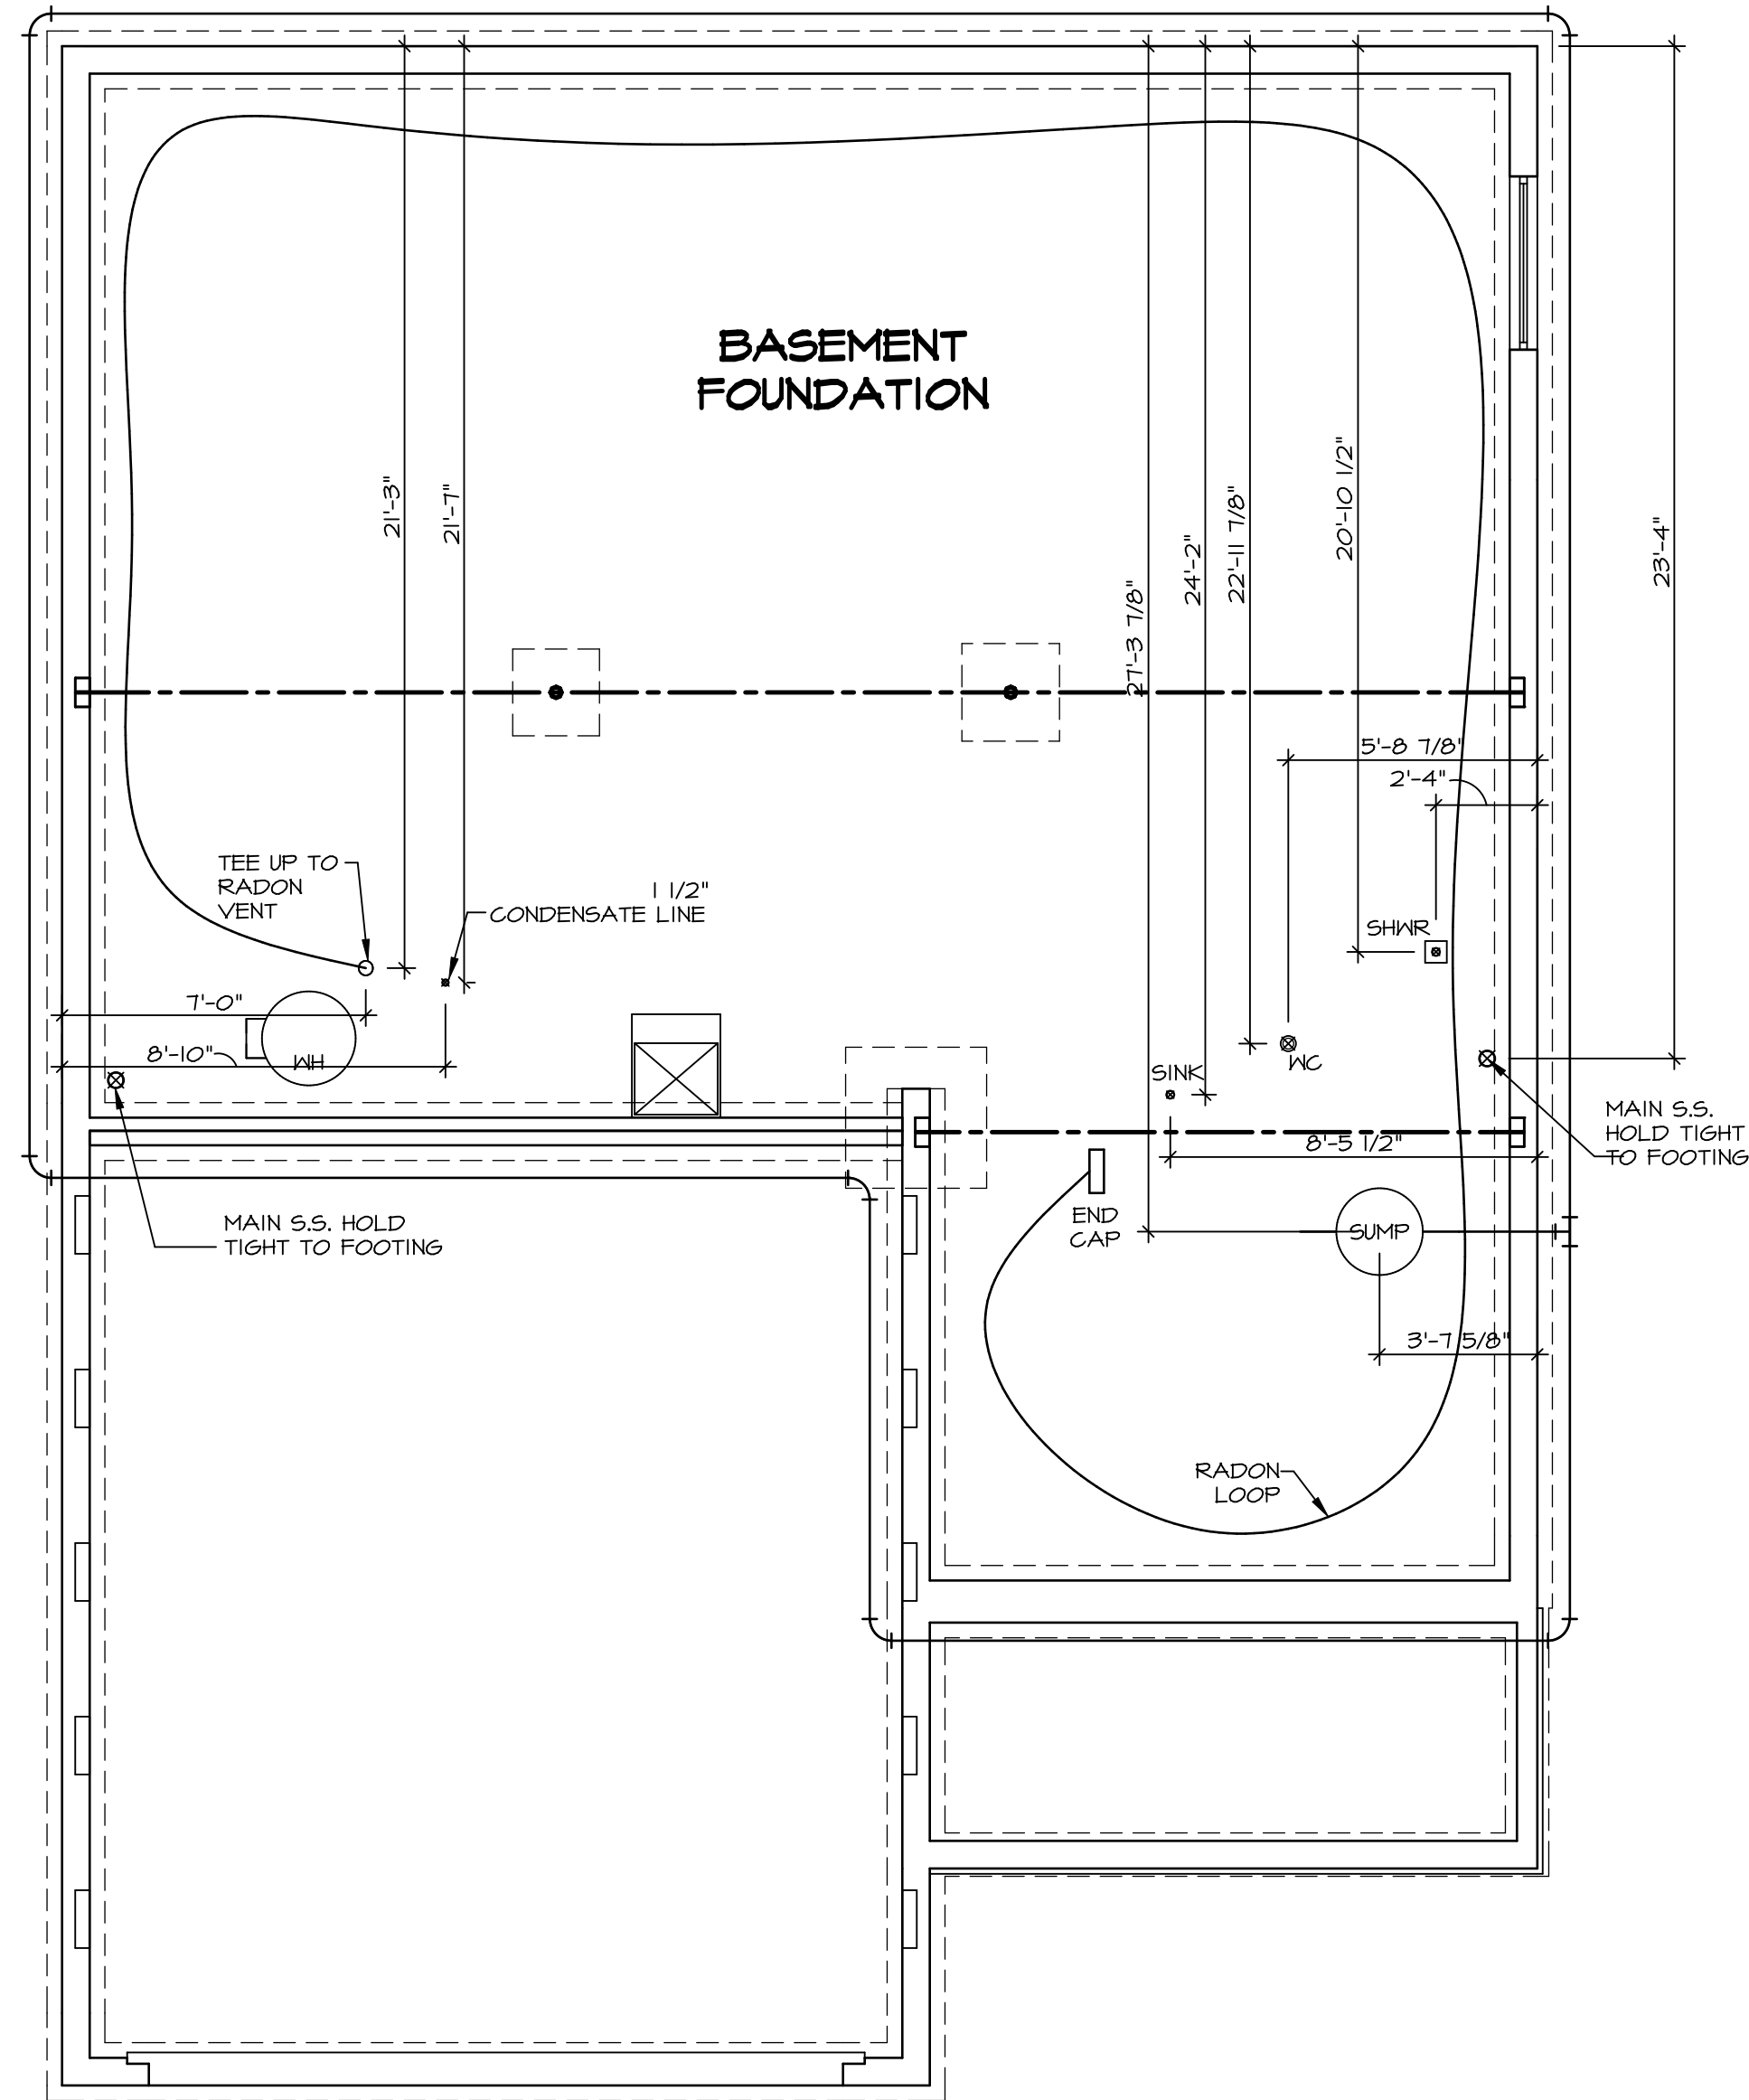 BASEMENT
FOUNDATION
21'-3"
21'-7"
27'-3 7/8"
24'-2"
22'-11 7/8"
20'-10 1/2"
23'-4"
5'-8 7/8"
2'-4"
TEE UP TO
RADON
VENT
1 1/2"
CONDENSATE LINE
SHWR
7'-0"
8'-10"
WH
WC
SINK
MAIN S.S.
HOLD TIGHT
TO FOOTING
8'-5 1/2"
END
CAP
SUMP
MAIN S.S. HOLD
TIGHT TO FOOTING
3'-7 5/8"
RADON
LOOP